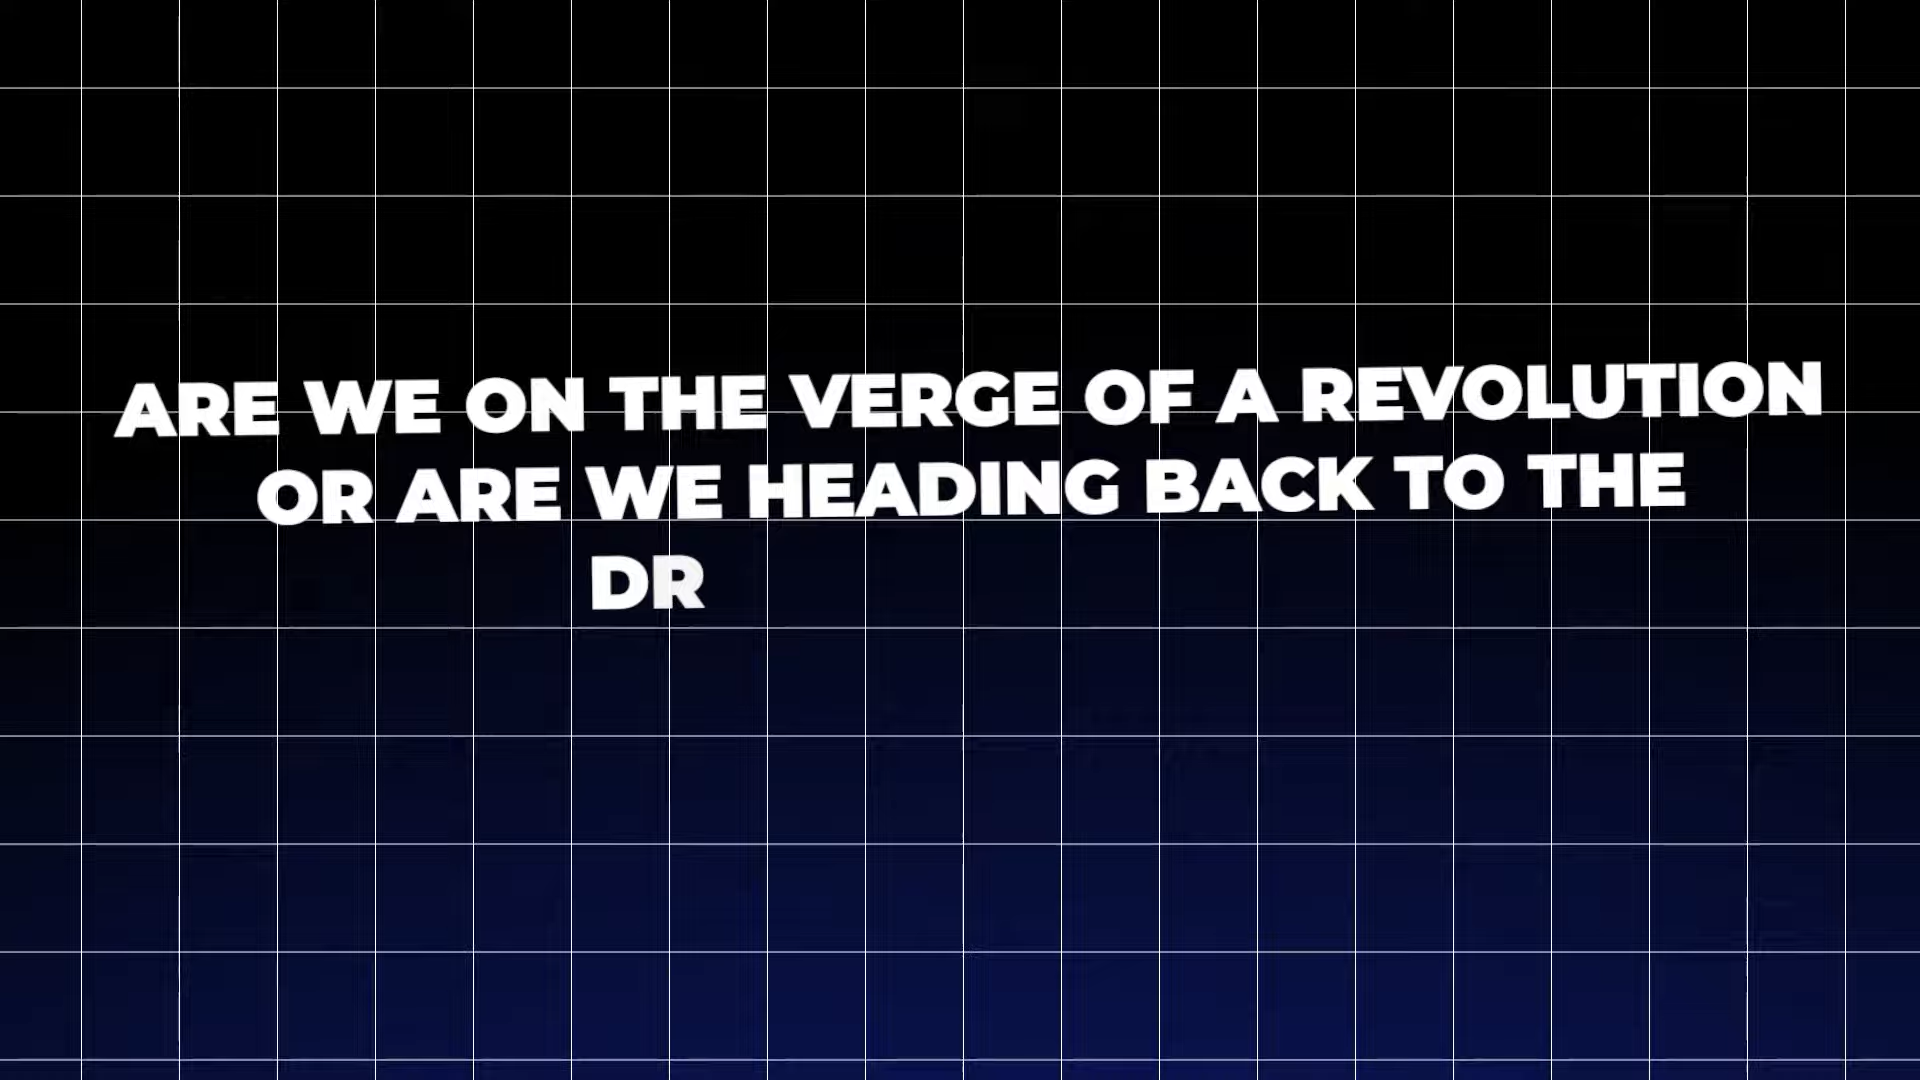 ARE WE ON THE VERGE OF A REVOLUTION
OR ARE WE HEADING BACK TO THE
DR